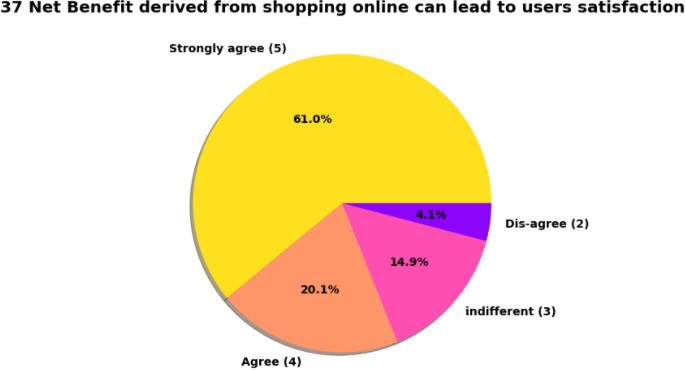 37 Net Benefit derived from shopping online can lead to users satisfaction
Strongly agree (5)
61.0%
4.1%
Dis-agree (2)
14.9%
20.1%
indifferent (3)
Agree (4)